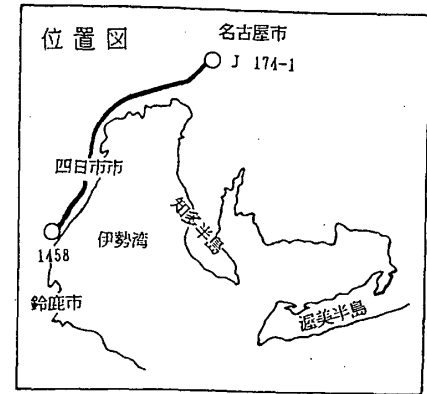 位置図
名古屋市
J 174-1
四日市市
知多半島
伊勢湾
1458
鈴鹿市
渥美半島